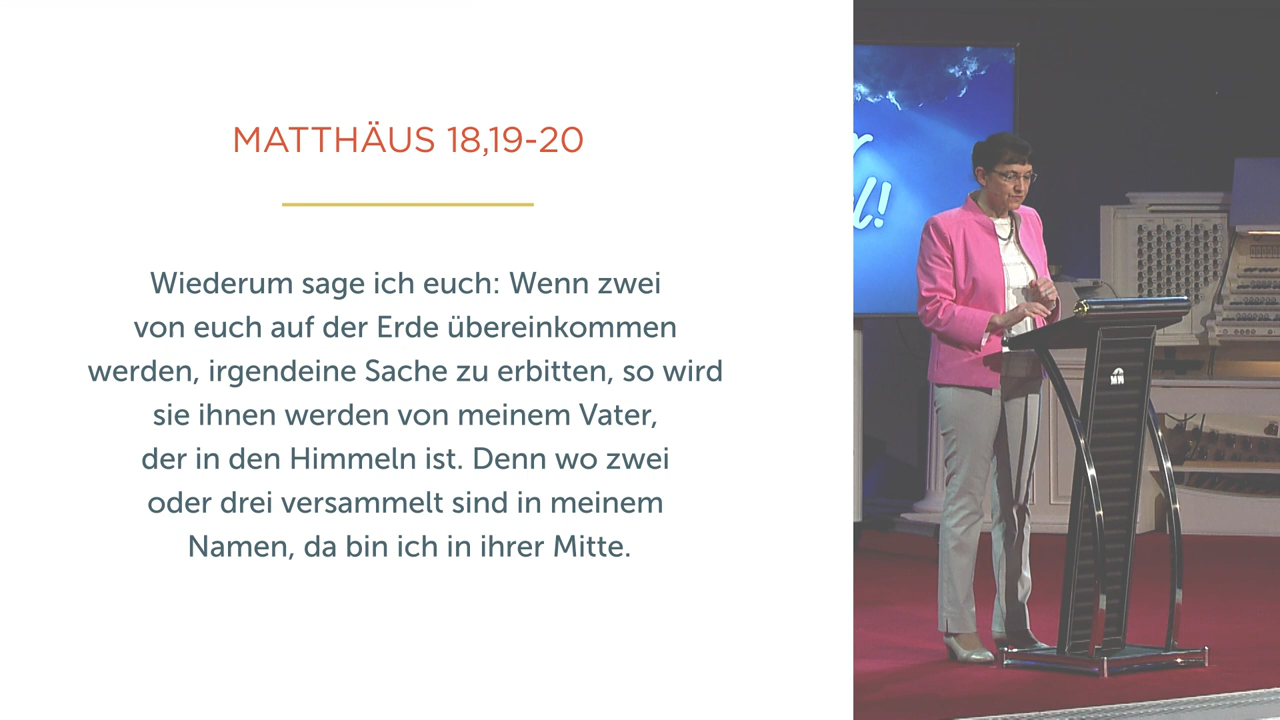 MATTHÄUS 18,19-20
Wiederum sage ich euch: Wenn zwei
von euch auf der Erde übereinkommen
werden, irgendeine Sache zu erbitten, so wird
sie ihnen werden von meinem Vater,
der in den Himmeln ist. Denn wo zwei
oder drei versammelt sind in meinem
Namen, da bin ich in ihrer Mitte.